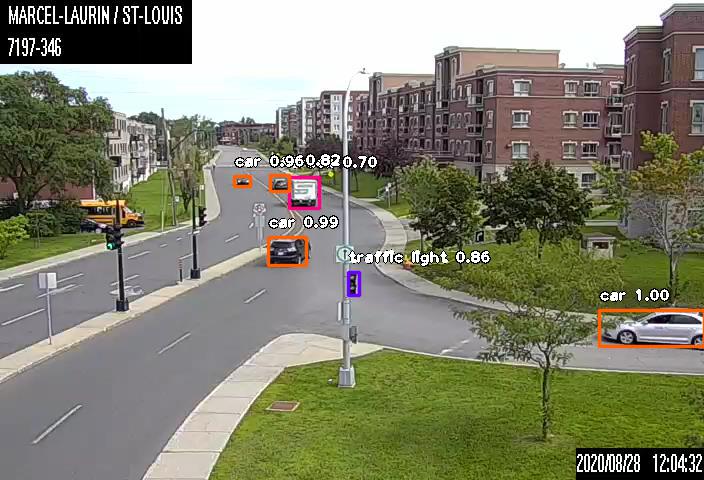 MARCEL-LAURIN / ST-LOUIS
7197-346
car 0.96
0.82
0.70
car 0.99
traffic light 0.86
car 1.00
2020/08/28 12:04:32